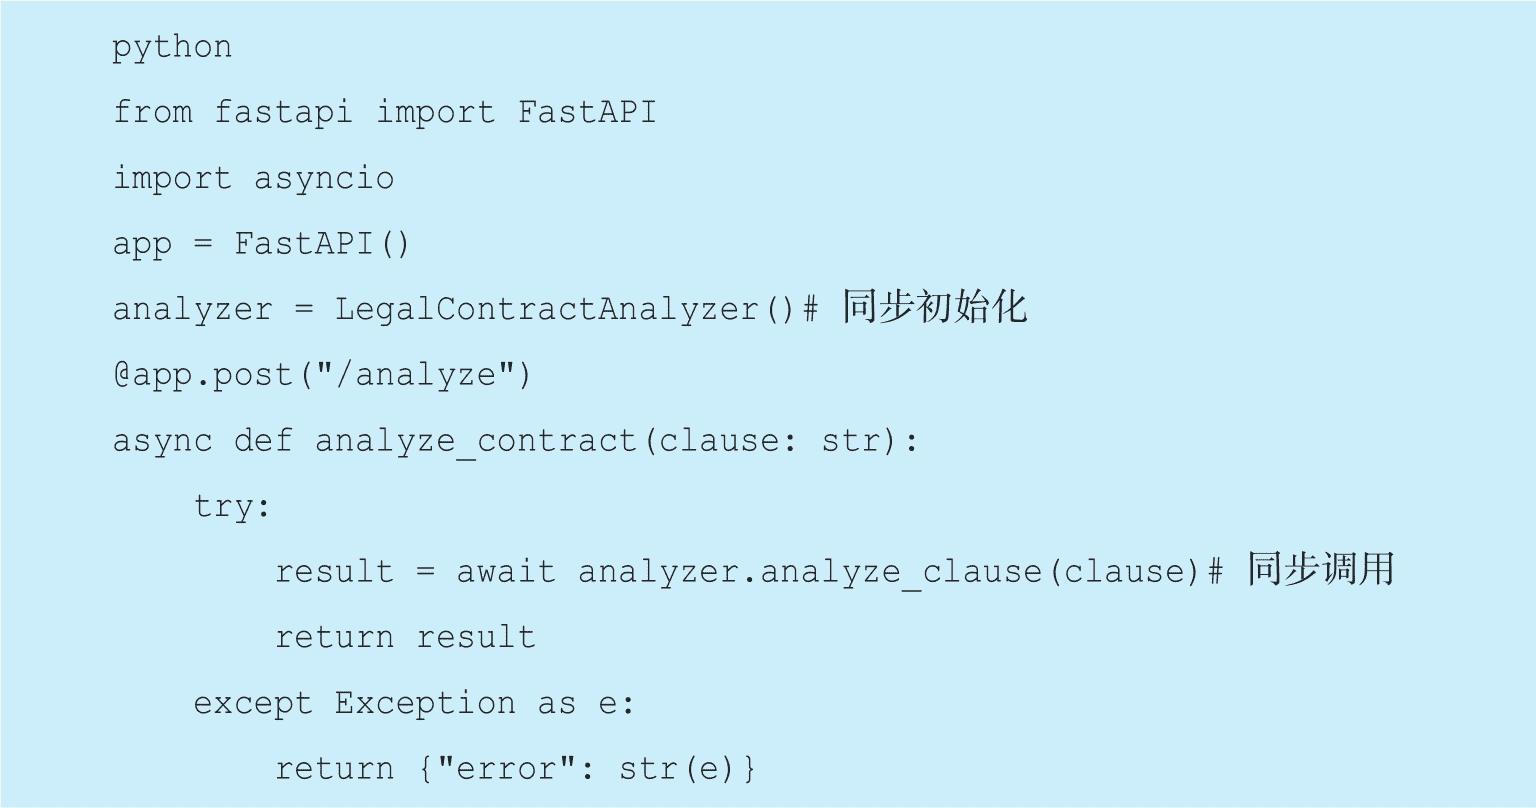 python
from fastapi import FastAPI
import asyncio
app = FastAPI()
analyzer = LegalContractAnalyzer()# 同步初始化
@app.post("/analyze")
async def analyze_contract(clause: str):
    try:
        result = await analyzer.analyze_clause(clause)# 同步调用
        return result
    except Exception as e:
        return {"error": str(e)}